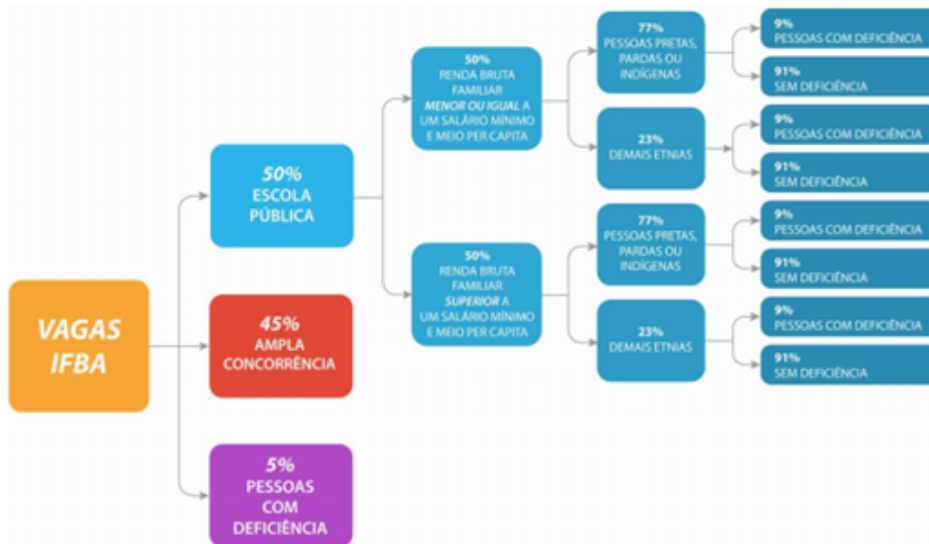 VAGAS
IFBA
50%
ESCOLA
PÚBLICA
45%
AMPLA
CONCORRÊNCIA
5%
PESSOAS
COM
DEFICIÊNCIA
50%
RENDA BRUTA
FAMILIAR
MENOR OU IGUAL A
UM SALÁRIO MÍNIMO
E MEIO PER CAPITA
50%
RENDA BRUTA
FAMILIAR
SUPERIOR A
UM SALÁRIO MÍNIMO
E MEIO PER CAPITA
77%
PESSOAS PRETAS,
PARDAS OU
INDÍGENAS
23%
DEMAIS ETNIAS
77%
PESSOAS PRETAS,
PARDAS OU
INDÍGENAS
23%
DEMAIS ETNIAS
9%
PESSOAS COM DEFICIÊNCIA
91%
SEM DEFICIÊNCIA
9%
PESSOAS COM DEFICIÊNCIA
91%
SEM DEFICIÊNCIA
9%
PESSOAS COM DEFICIÊNCIA
91%
SEM DEFICIÊNCIA
9%
PESSOAS COM DEFICIÊNCIA
91%
SEM DEFICIÊNCIA